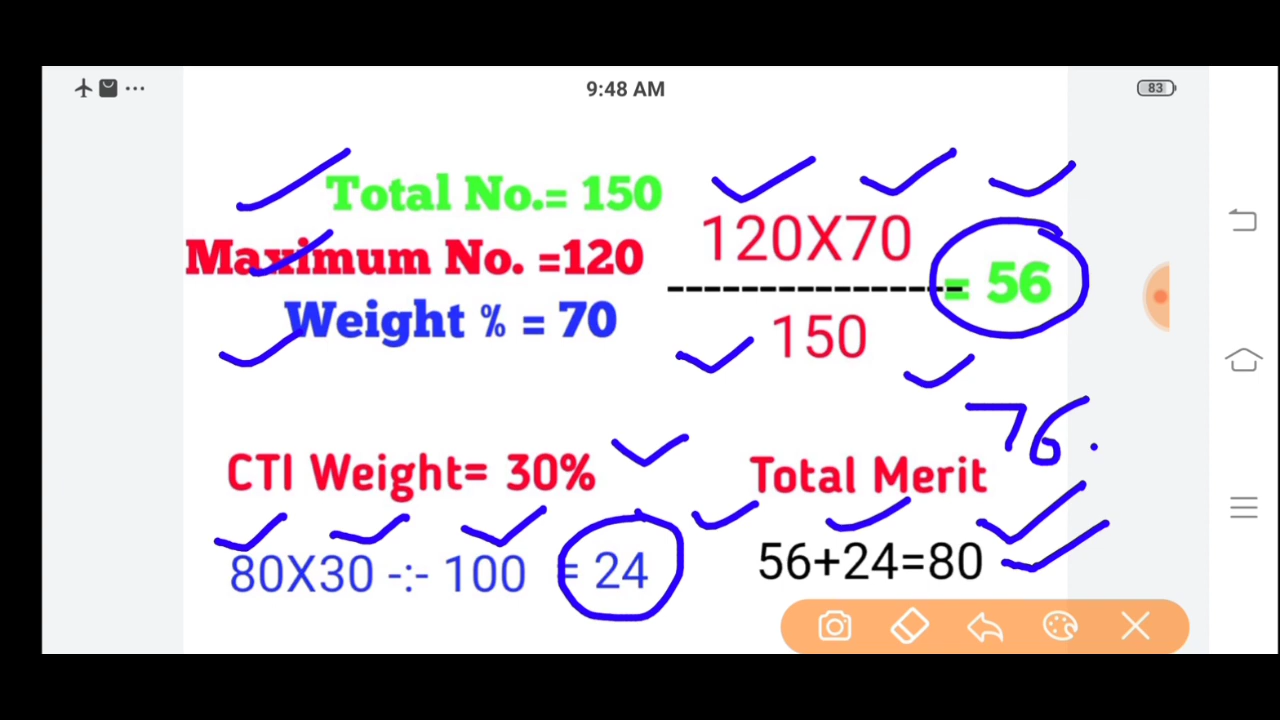 9:48 AM
83
Total No.= 150
Maximum No. =120
Weight % = 70
120X70
--------------- = 56
150
76.
CTI Weight= 30%
80X30 -:- 100 = 24
Total Merit
56+24=80